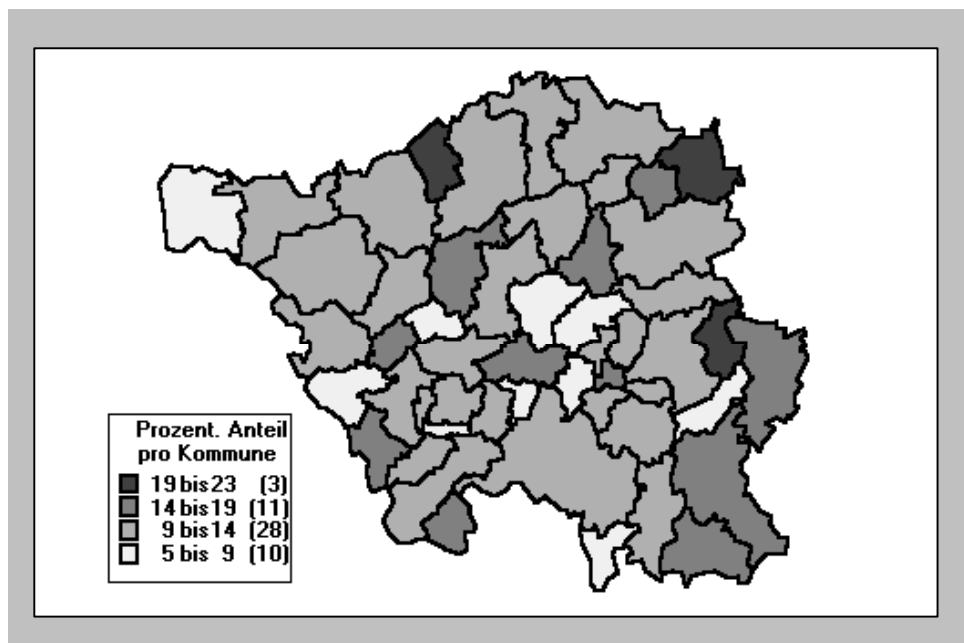 Prozent. Anteil
pro Kommune
19 bis 23 (3)
14 bis 19 (11)
9 bis 14 (28)
5 bis 9 (10)